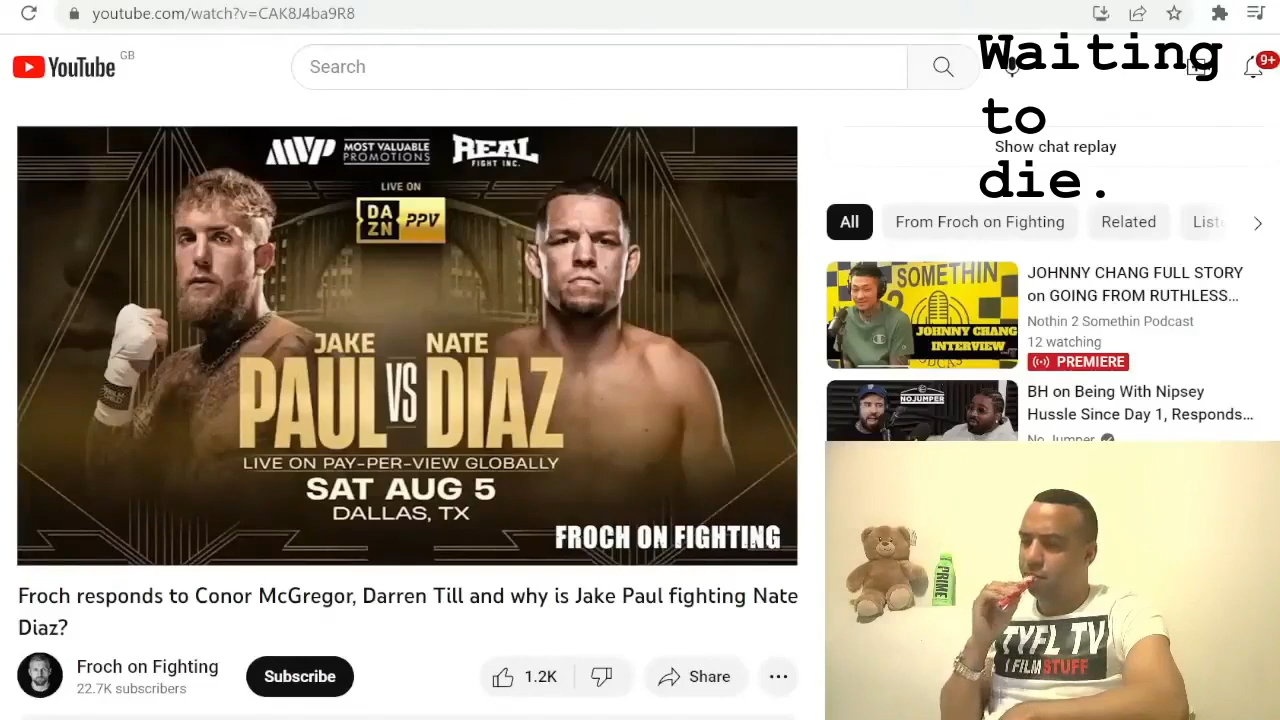 youtube.com/watch?v=CAK8J4ba9R8
YouTube GB
Search
9+
Waiting
to
die.
MVP MOST VALUABLE PROMOTIONS REAL FIGHT INC.
LIVE ON
DAZN PPV
JAKE NATE
PAUL VS DIAZ
LIVE ON PAY-PER-VIEW GLOBALLY
SAT AUG 5
DALLAS, TX
FROCH ON FIGHTING
Froch responds to Conor McGregor, Darren Till and why is Jake Paul fighting Nate
Diaz?
Froch on Fighting
22.7K subscribers
Subscribe
1.2K
Share
Show chat replay
All From Froch on Fighting Related
SOMETHIN
2
JOHNNY CHANG
INTERVIEW
JOHNNY CHANG FULL STORY
on GOING FROM RUTHLESS...
Nothin 2 Somethin Podcast
12 watching
PREMIERE
NOJUMPER
BH on Being With Nipsey
Hussle Since Day 1, Responds...
No Jumper
PRIME
TYFL TV
I FILM STUFF